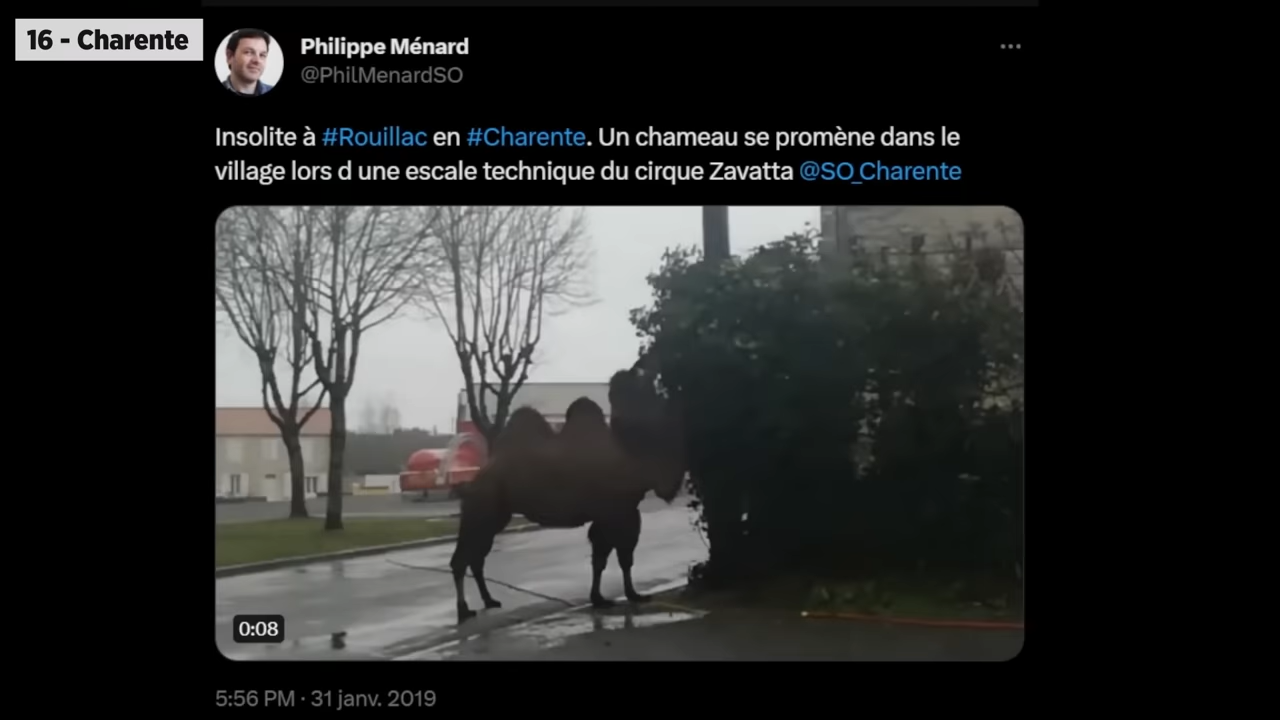 16 - Charente
Philippe Ménard
@PhilMenardSO
Insolite à #Rouillac en #Charente. Un chameau se promène dans le
village lors d une escale technique du cirque Zavatta @SO_Charente
0:08
5:56 PM · 31 janv. 2019